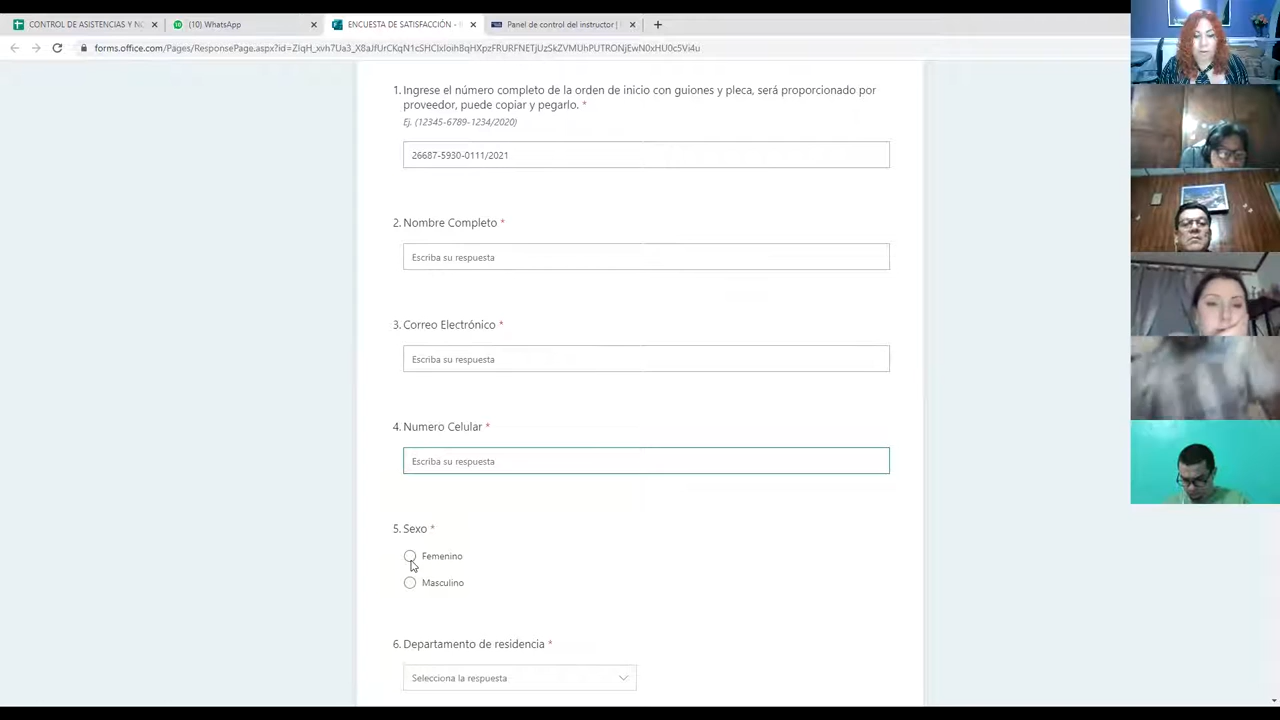 CONTROL DE ASISTENCIAS Y NO
(10) WhatsApp
ENCUESTA DE SATISFACCIÓN -
Panel de control del instructor |
1. Ingrese el número completo de la orden de inicio con guiones y pleca, será proporcionado por
proveedor, puede copiar y pegarlo. *
Ej. (12345-6789-1234/2020)
26687-5930-0111/2021
2. Nombre Completo *
Escriba su respuesta
3. Correo Electrónico *
Escriba su respuesta
4. Numero Celular *
Escriba su respuesta
5. Sexo *
Femenino
Masculino
6. Departamento de residencia *
Selecciona la respuesta